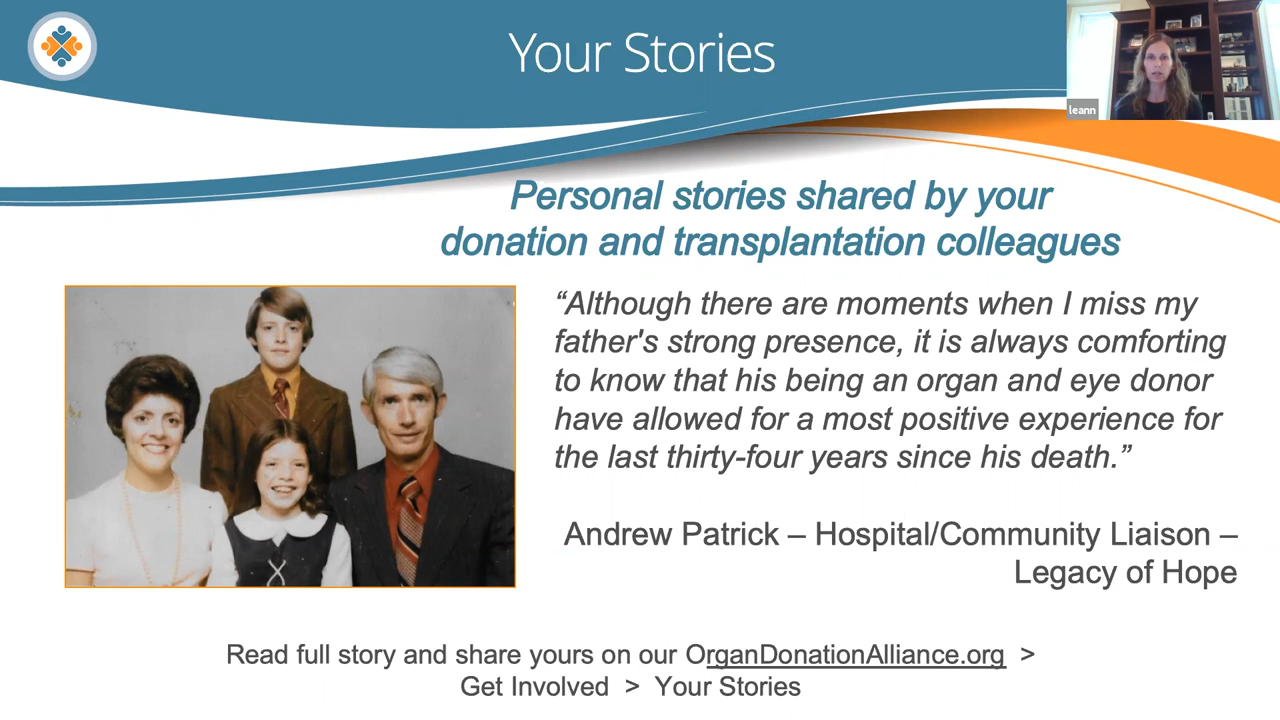 Your Stories
leann
Personal stories shared by your
donation and transplantation colleagues
“Although there are moments when I miss my
father's strong presence, it is always comforting
to know that his being an organ and eye donor
have allowed for a most positive experience for
the last thirty-four years since his death.”
Andrew Patrick – Hospital/Community Liaison –
Legacy of Hope
Read full story and share yours on our OrganDonationAlliance.org >
Get Involved > Your Stories